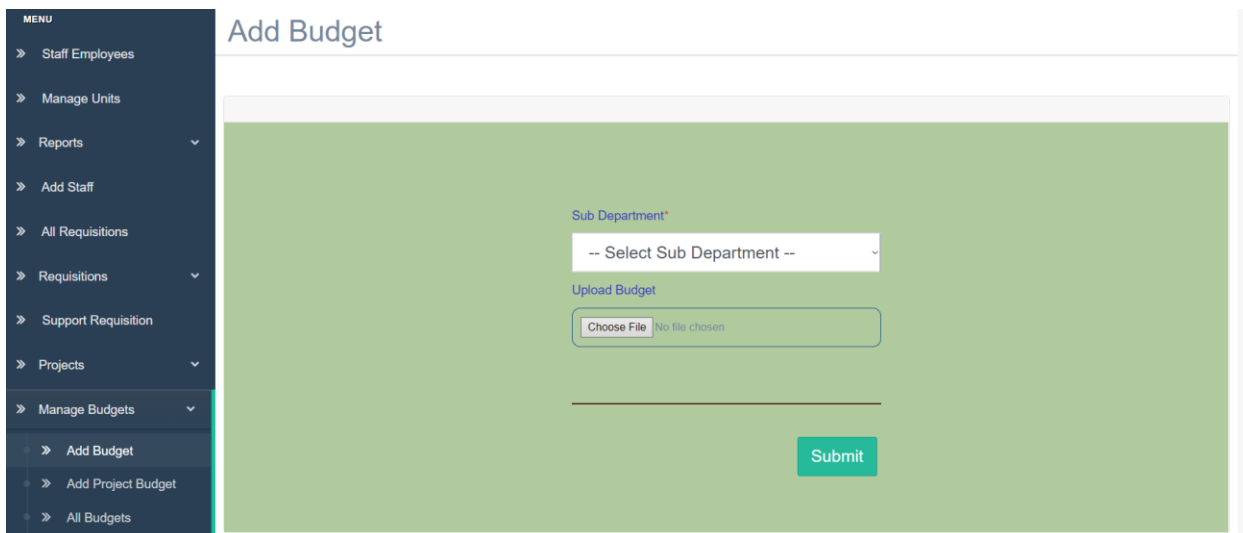 MENU
Staff Employees
Manage Units
Reports
Add Staff
All Requisitions
Requisitions
Support Requisition
Projects
Manage Budgets
Add Budget
Add Project Budget
All Budgets
Add Budget
Sub Department*
-- Select Sub Department --
Upload Budget
Choose File No file chosen
Submit